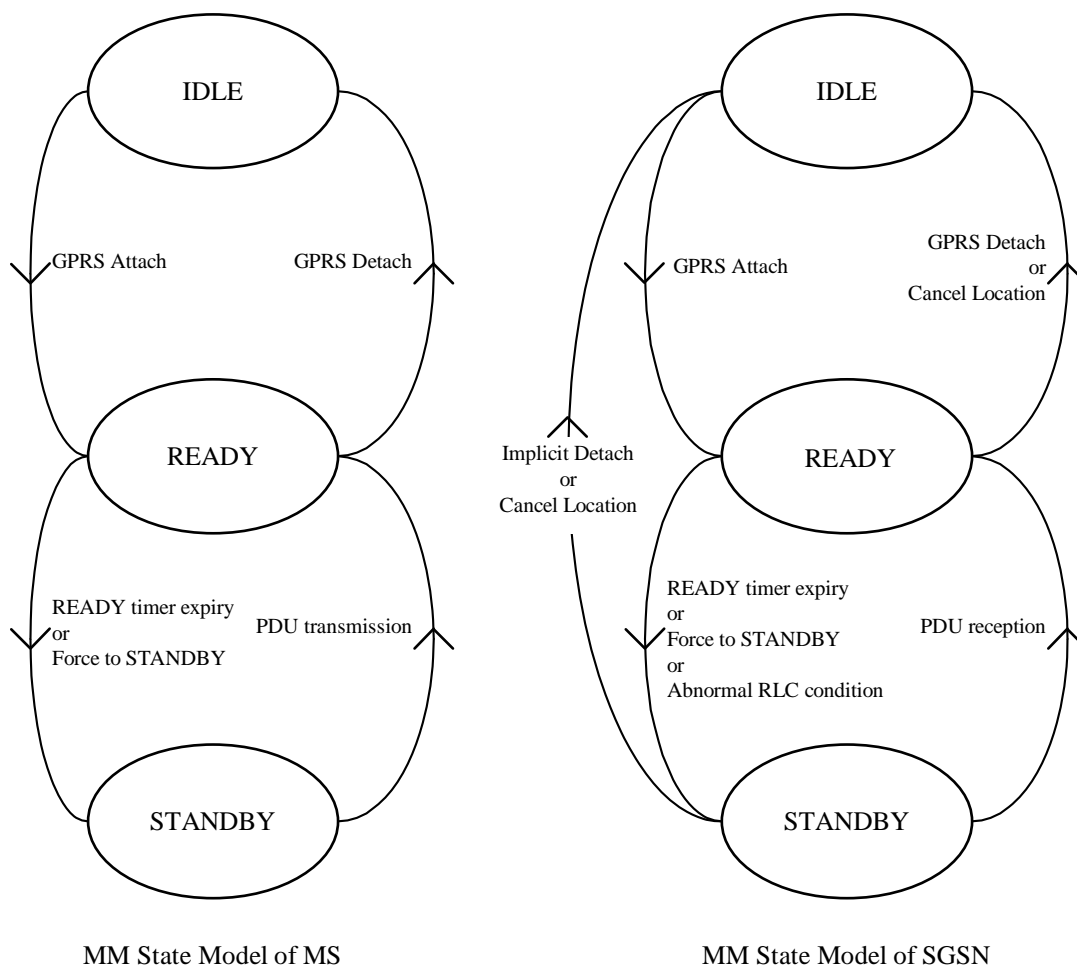 IDLE
GPRS Attach
GPRS Detach
READY
READY timer expiry
or
Force to STANDBY
PDU transmission
STANDBY
MM State Model of MS
IDLE
GPRS Attach
GPRS Detach
or
Cancel Location
Implicit Detach
or
Cancel Location
READY
READY timer expiry
or
Force to STANDBY
or
Abnormal RLC condition
PDU reception
STANDBY
MM State Model of SGSN